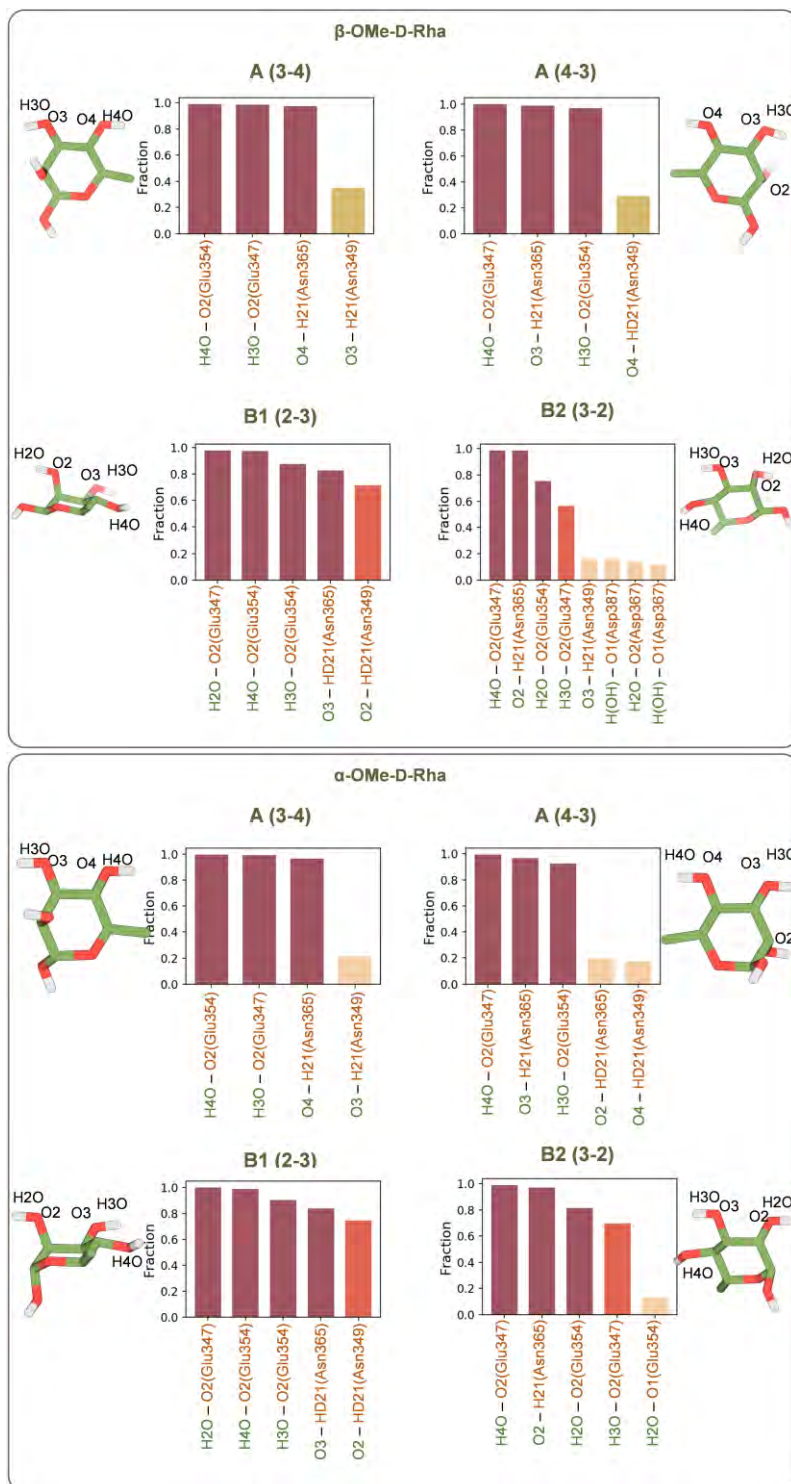 β-OMe-D-Rha
A (3-4)
H3O
O3 O4 H4O
Fraction
1.0
0.8
0.6
0.4
0.2
0.0
H4O – O2(Glu354)
H3O – O2(Glu347)
O4 – H21(Asn365)
O3 – H21(Asn349)
A (4-3)
Fraction
1.0
0.8
0.6
0.4
0.2
0.0
H4O – O2(Glu347)
O3 – H21(Asn365)
H3O – O2(Glu354)
O4 – HD21(Asn349)
O4 O3 H3O
O2
B1 (2-3)
H2O O2 O3 H3O
H4O
Fraction
1.0
0.8
0.6
0.4
0.2
0.0
H2O – O2(Glu347)
H4O – O2(Glu354)
H3O – O2(Glu354)
O3 – HD21(Asn365)
O2 – HD21(Asn349)
B2 (3-2)
Fraction
1.0
0.8
0.6
0.4
0.2
0.0
H4O – O2(Glu347)
O2 – H21(Asn365)
H2O – O2(Glu354)
H3O – O2(Glu347)
O3 – H21(Asn349)
H(OH) – O1(Asp387)
H2O – O2(Asp367)
H(OH) – O1(Asp367)
H3O O3 H2O
O2
H4O
α-OMe-D-Rha
A (3-4)
H3O
O3 O4 H4O
Fraction
1.0
0.8
0.6
0.4
0.2
0.0
H4O – O2(Glu354)
H3O – O2(Glu347)
O4 – H21(Asn365)
O3 – H21(Asn349)
A (4-3)
Fraction
1.0
0.8
0.6
0.4
0.2
0.0
H4O – O2(Glu347)
O3 – H21(Asn365)
H3O – O2(Glu354)
O2 – HD21(Asn365)
O4 – HD21(Asn349)
H4O O4 O3 H3O
O2
B1 (2-3)
H2O
O2 O3 H3O
H4O
Fraction
1.0
0.8
0.6
0.4
0.2
0.0
H2O – O2(Glu347)
H4O – O2(Glu354)
H3O – O2(Glu354)
O3 – HD21(Asn365)
O2 – HD21(Asn349)
B2 (3-2)
Fraction
1.0
0.8
0.6
0.4
0.2
0.0
H4O – O2(Glu347)
O2 – H21(Asn365)
H2O – O2(Glu354)
H3O – O2(Glu347)
H2O – O1(Glu354)
H3O O3 H2O
O2
H4O